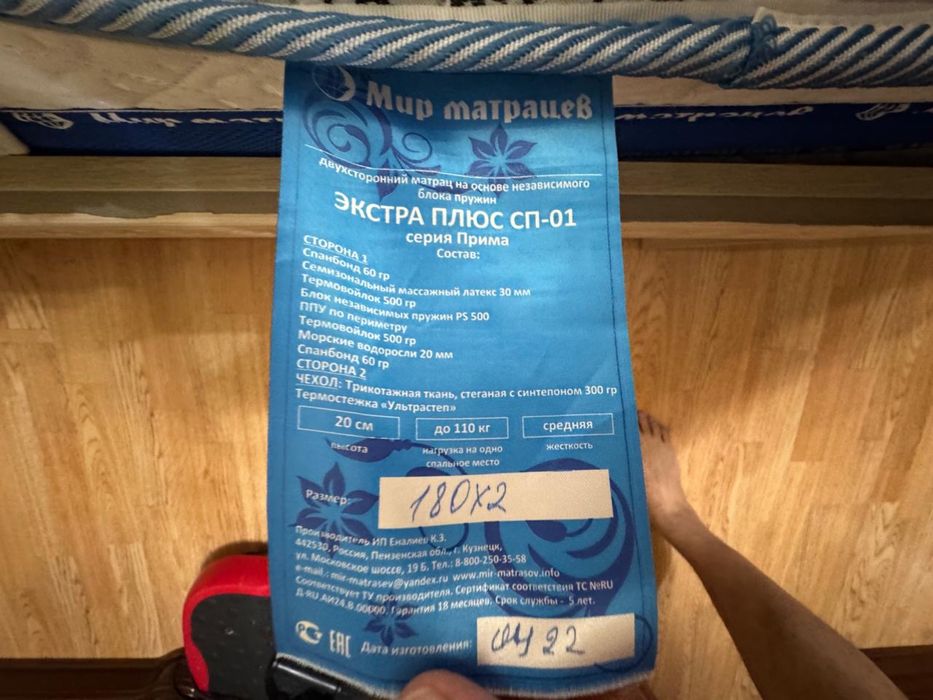 Мир матрацев
двухсторонний матрац на основе независимого
блока пружин
ЭКСТРА ПЛЮС СП-01
серия Прима
Состав:
СТОРОНА 1
Спанбонд 60 гр
Семизональный массажный латекс 30 мм
Термовойлок 500 гр
Блок независимых пружин PS 500
ППУ по периметру
Термовойлок 500 гр
Морские водоросли 20 мм
Спанбонд 60 гр
СТОРОНА 2
ЧЕХОЛ: Трикотажная ткань, стеганая с синтепоном 300 гр
Термостежка «Ультрастеп»
20 см до 110 кг средняя
высота нагрузка на одно жесткость
спальное место
Размер: 180x2
Производитель ИП Еналиев К.З.
442530, Россия, Пензенская обл., г. Кузнецк,
ул. Московское шоссе, 19 Б. Тел.: 8-800-250-35-58
e-mail.: mir-matrasev@yandex.ru www.mir-matrasov.info
Соответствует ТУ производителя. Сертификат соответствия ТС №RU
Д-RU.АИ24.В.00000. Гарантия 18 месяцев. Срок службы - 5 лет.
EAC Дата изготовления: 22